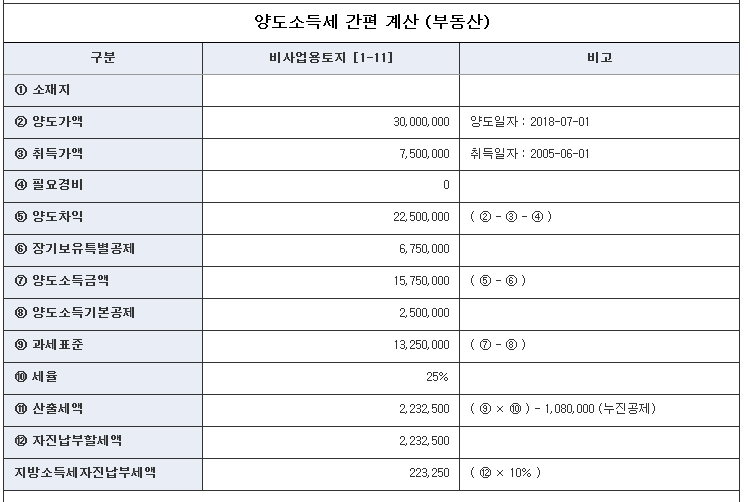 양도소득세 간편 계산 (부동산)
구분 비사업용토지 [1-11] 비고
① 소재지
② 양도가액 30,000,000 양도일자 : 2018-07-01
③ 취득가액 7,500,000 취득일자 : 2005-06-01
④ 필요경비 0
⑤ 양도차익 22,500,000 ( ② - ③ - ④ )
⑥ 장기보유특별공제 6,750,000
⑦ 양도소득금액 15,750,000 ( ⑤ - ⑥ )
⑧ 양도소득기본공제 2,500,000
⑨ 과세표준 13,250,000 ( ⑦ - ⑧ )
⑩ 세율 25%
⑪ 산출세액 2,232,500 ( ⑨ × ⑩ ) - 1,080,000 (누진공제)
⑫ 자진납부할세액 2,232,500
지방소득세자진납부세액 223,250 ( ⑫ × 10% )